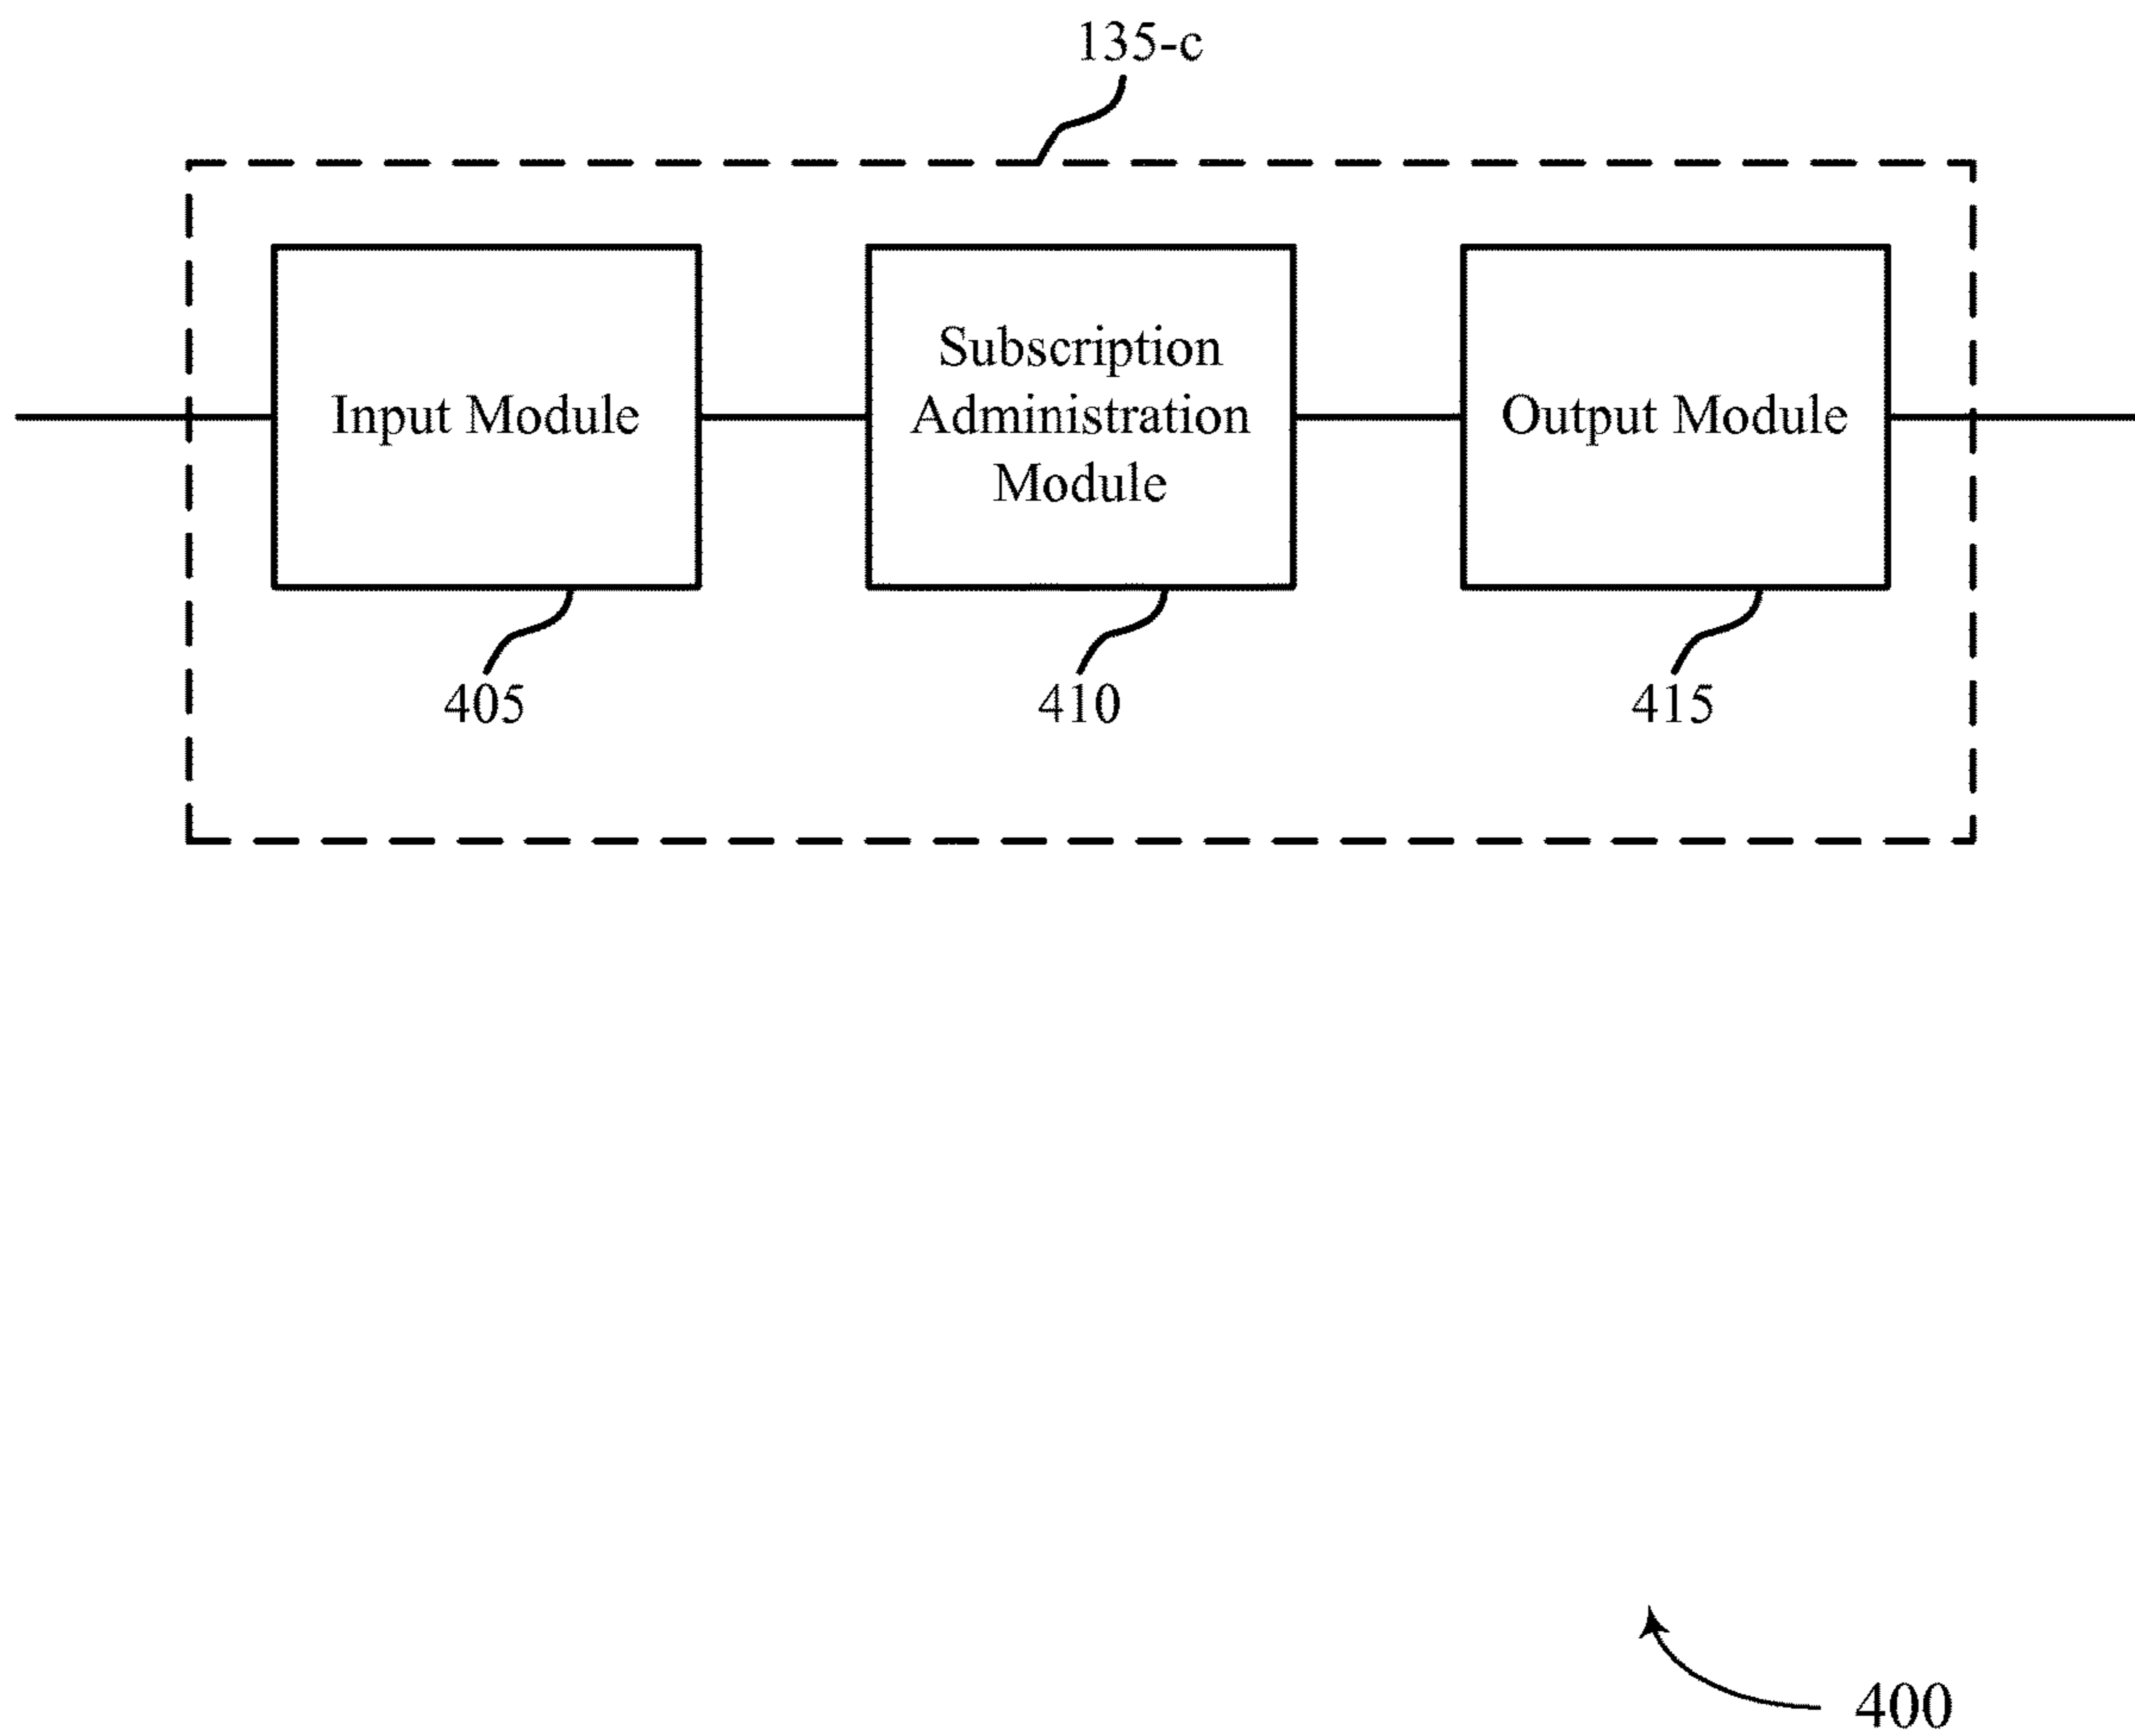 135-c
Input Module
Subscription
Administration
Module
Output Module
405
410
415
400